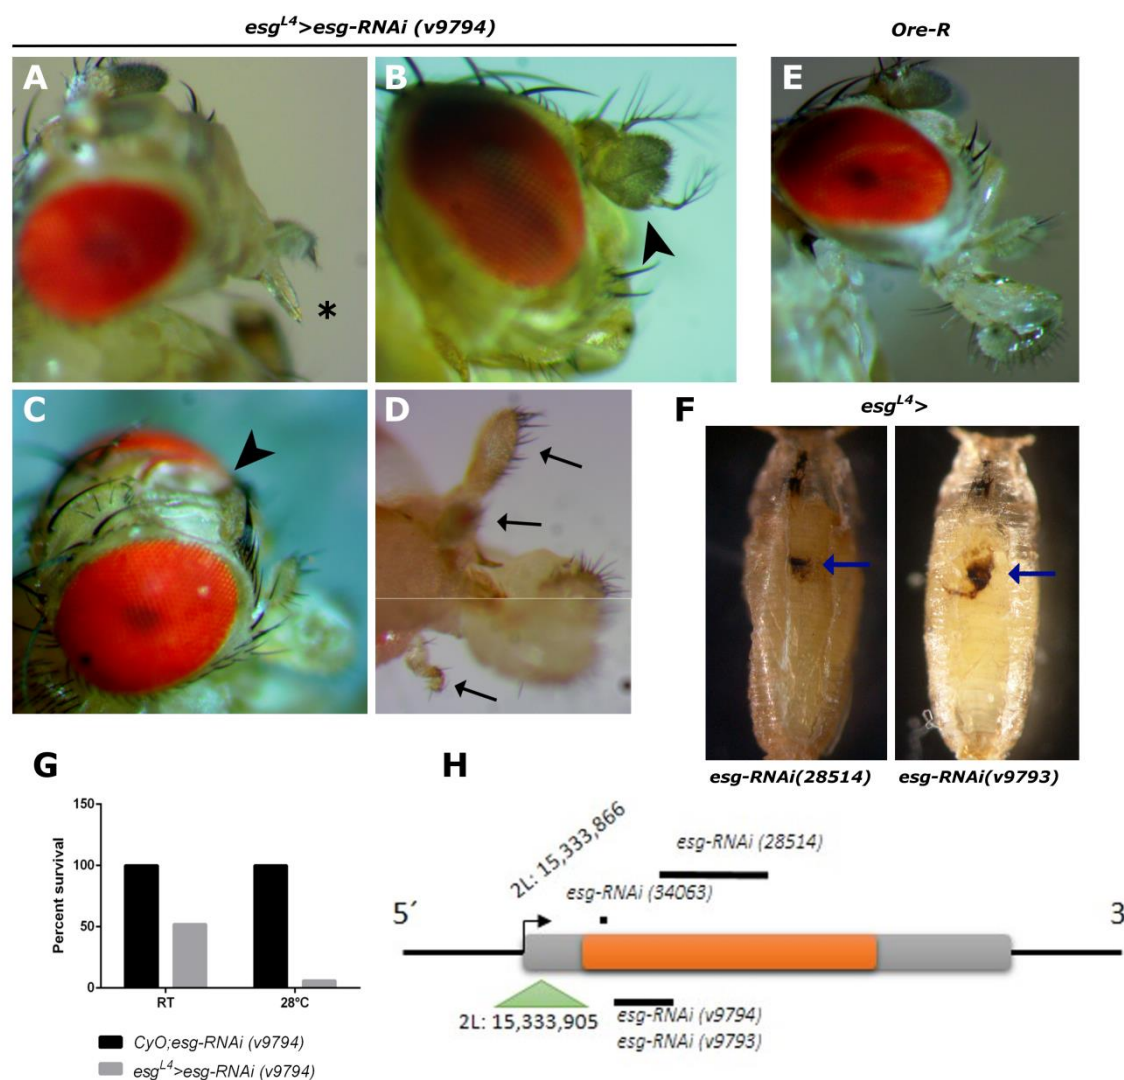 esgL4>esg-RNAi (v9794)
Ore-R
A
B
E
*
C
D
F
esgL4>
esg-RNAi(28514)
esg-RNAi(v9793)
G
150
100
50
0
Percent survival
RT
28ºC
CyO;esg-RNAi (v9794)
esgL4>esg-RNAi (v9794)
H
2L: 15,333,866
esg-RNAi (28514)
esg-RNAi (34063)
5´
3
2L: 15,333,905
esg-RNAi (v9794)
esg-RNAi (v9793)